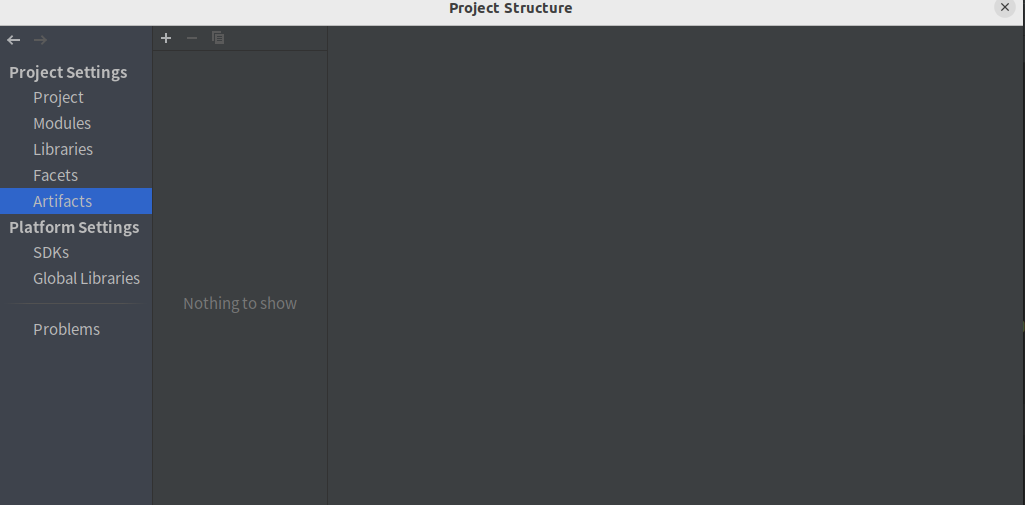 Project Structure
Project Settings
Project
Modules
Libraries
Facets
Artifacts
Platform Settings
SDKs
Global Libraries
Problems
Nothing to show